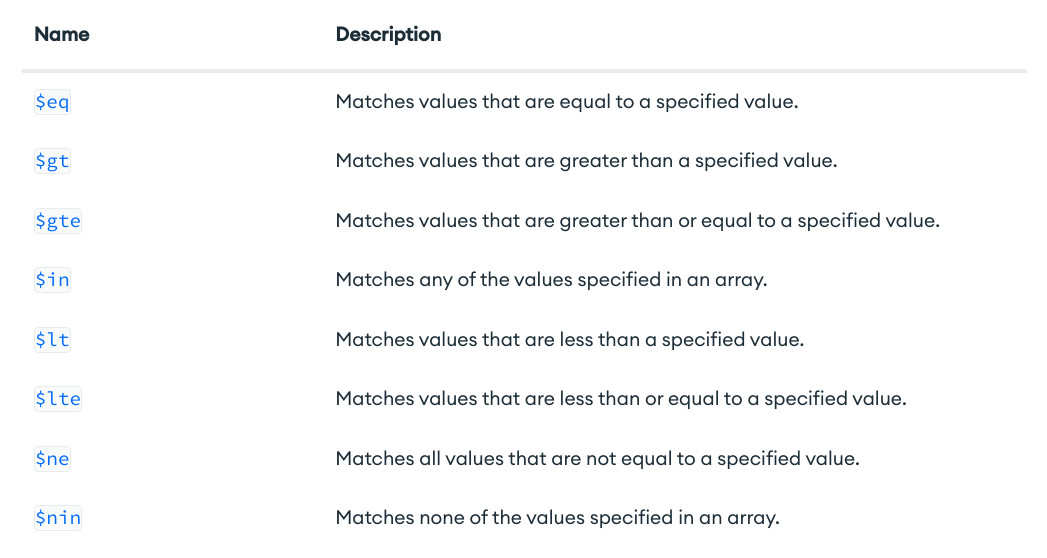 Name Description
$eq Matches values that are equal to a specified value.
$gt Matches values that are greater than a specified value.
$gte Matches values that are greater than or equal to a specified value.
$in Matches any of the values specified in an array.
$lt Matches values that are less than a specified value.
$lte Matches values that are less than or equal to a specified value.
$ne Matches all values that are not equal to a specified value.
$nin Matches none of the values specified in an array.